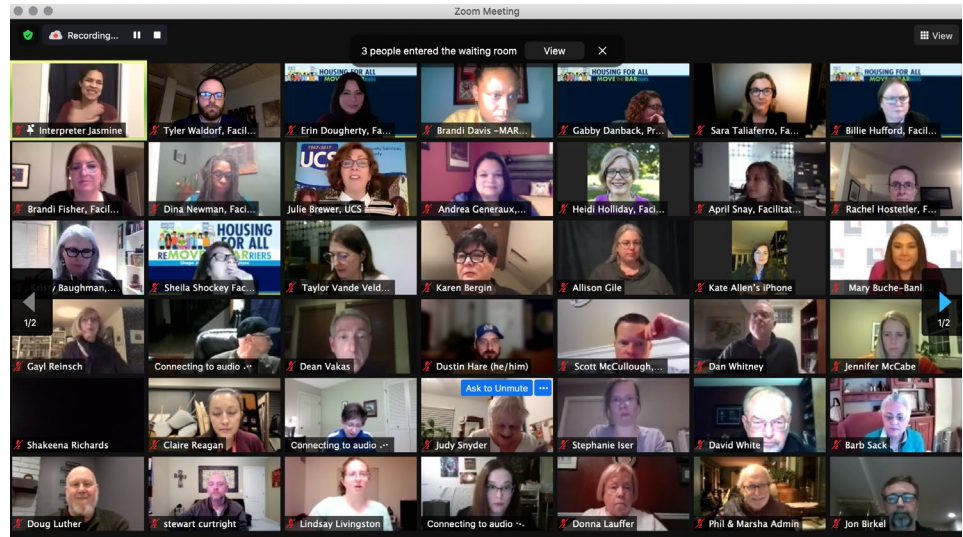 Zoom Meeting
Recording...
3 people entered the waiting room
View
View
Interpreter Jasmine
Tyler Waldorf, Facil...
HOUSING FOR ALL
Erin Dougherty, Fa...
Brandi Davis -MAR...
HOUSING FOR ALL
Gabby Danback, Pr...
Sara Taliaferro, Fa...
HOUSING FOR ALL
Billie Hufford, Facil...
Brandi Fisher, Facil...
Dina Newman, Faci...
1967-2017
UCS
Julie Brewer, UCS
Andrea Generaux,...
Heidi Holliday, Faci...
April Snay, Facilitat...
Rachel Hostetler, F...
Baughman,...
HOUSING
FOR ALL
REMOVE
BARRIERS
Sheila Shockey Fac...
Taylor Vande Veld...
Karen Bergin
Allison Gile
Kate Allen's iPhone
Mary Buche-Banl
1/2
1/2
Gayl Reinsch
Connecting to audio
Dean Vakas
Dustin Hare (he/him)
Scott McCullough,...
Dan Whitney
Jennifer McCabe
Ask to Unmute
Shakeena Richards
Claire Reagan
Connecting to audio
Judy Snyder
Stephanie Iser
David White
Barb Sack
Doug Luther
stewart curtright
Lindsay Livingston
Connecting to audio
Donna Lauffer
Phil & Marsha Admin
Jon Birkel